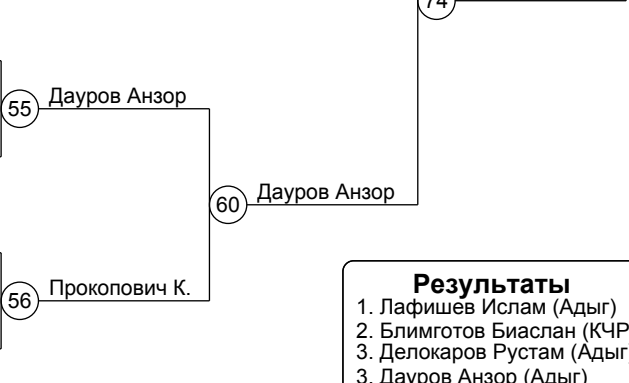 74
Дауров Анзор
55
Дауров Анзор
60
Прокопович К.
56
Результаты
1. Лафишев Ислам (Адыг)
2. Блимготов Биаслан (КЧР
3. Делокаров Рустам (Адыг)
3. Дауров Анзор (Адыг)